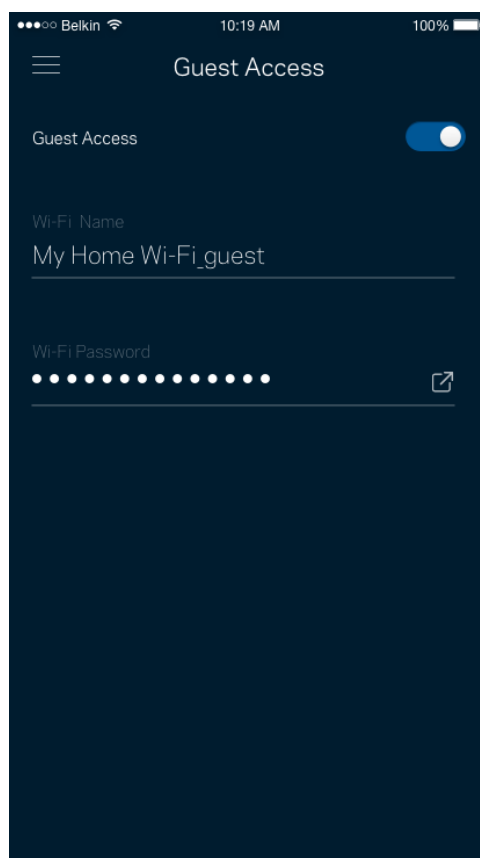 Belkin 10:19 AM 100%
Guest Access
Guest Access
Wi-Fi Name
My Home Wi-Fi_guest
Wi-Fi Password
••••••••••••••